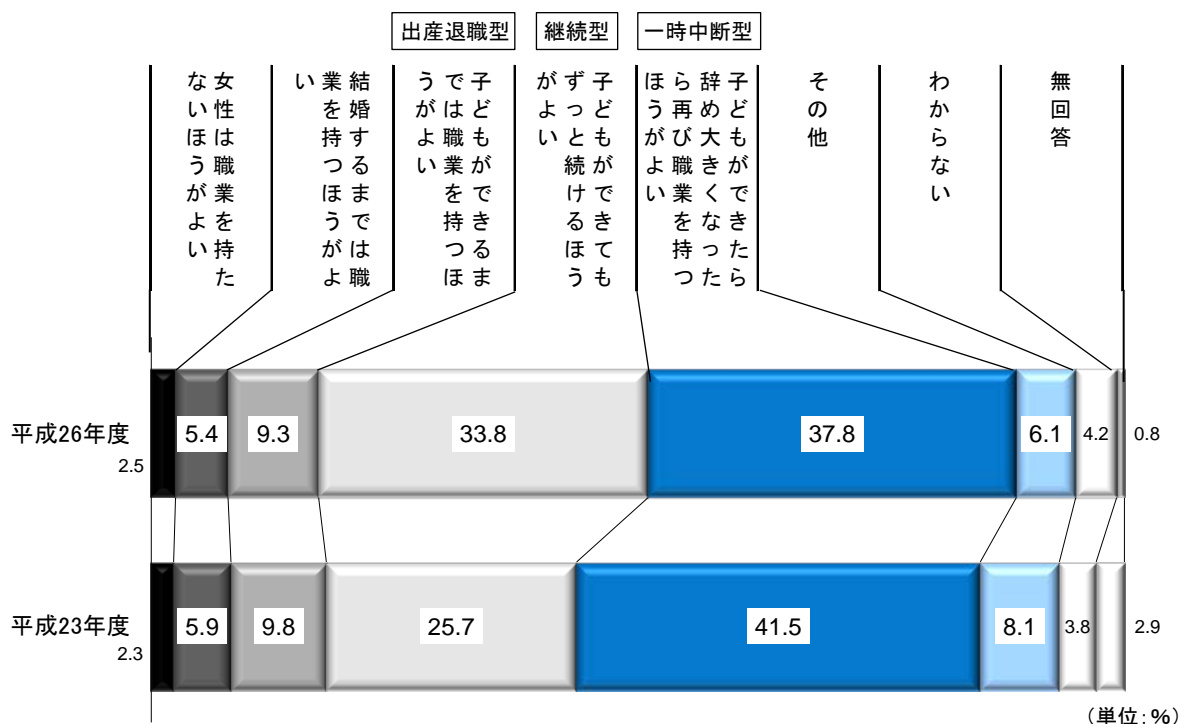 出産退職型
継続型
一時中断型
女性は職業を持た
ないほうがよい
結婚するまでは職
業を持つほうがよ
い
子どもができるま
では職業を持つほ
うがよい
子どもができても
ずっと続けるほう
がよい
子どもができたら
辞め大きくなった
ら再び職業を持つ
ほうがよい
その他
わからない
無回答
平成26年度
2.5
5.4
9.3
33.8
37.8
6.1
4.2
0.8
平成23年度
2.3
5.9
9.8
25.7
41.5
8.1
3.8
2.9
(単位:%)